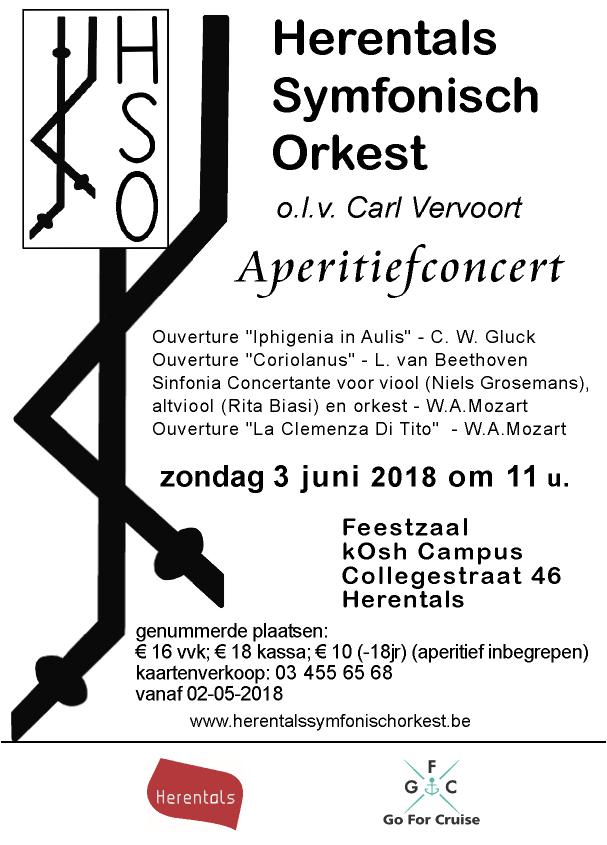 HSO
Herentals
Symfonisch
Orkest
o.l.v. Carl Vervoort
Aperitiefconcert
Ouverture "Iphigenia in Aulis" - C. W. Gluck
Ouverture "Coriolanus" - L. van Beethoven
Sinfonia Concertante voor viool (Niels Grosemans),
altviool (Rita Biasi) en orkest - W.A.Mozart
Ouverture "La Clemenza Di Tito" - W.A.Mozart
zondag 3 juni 2018 om 11 u.
Feestzaal
kOsh Campus
Collegestraat 46
Herentals
genummerde plaatsen:
€ 16 vvk; € 18 kassa; € 10 (-18jr) (aperitief inbegrepen)
kaartenverkoop: 03 455 65 68
vanaf 02-05-2018
www.herentalssymfonischorkest.be
Herentals
F
G C
Go For Cruise